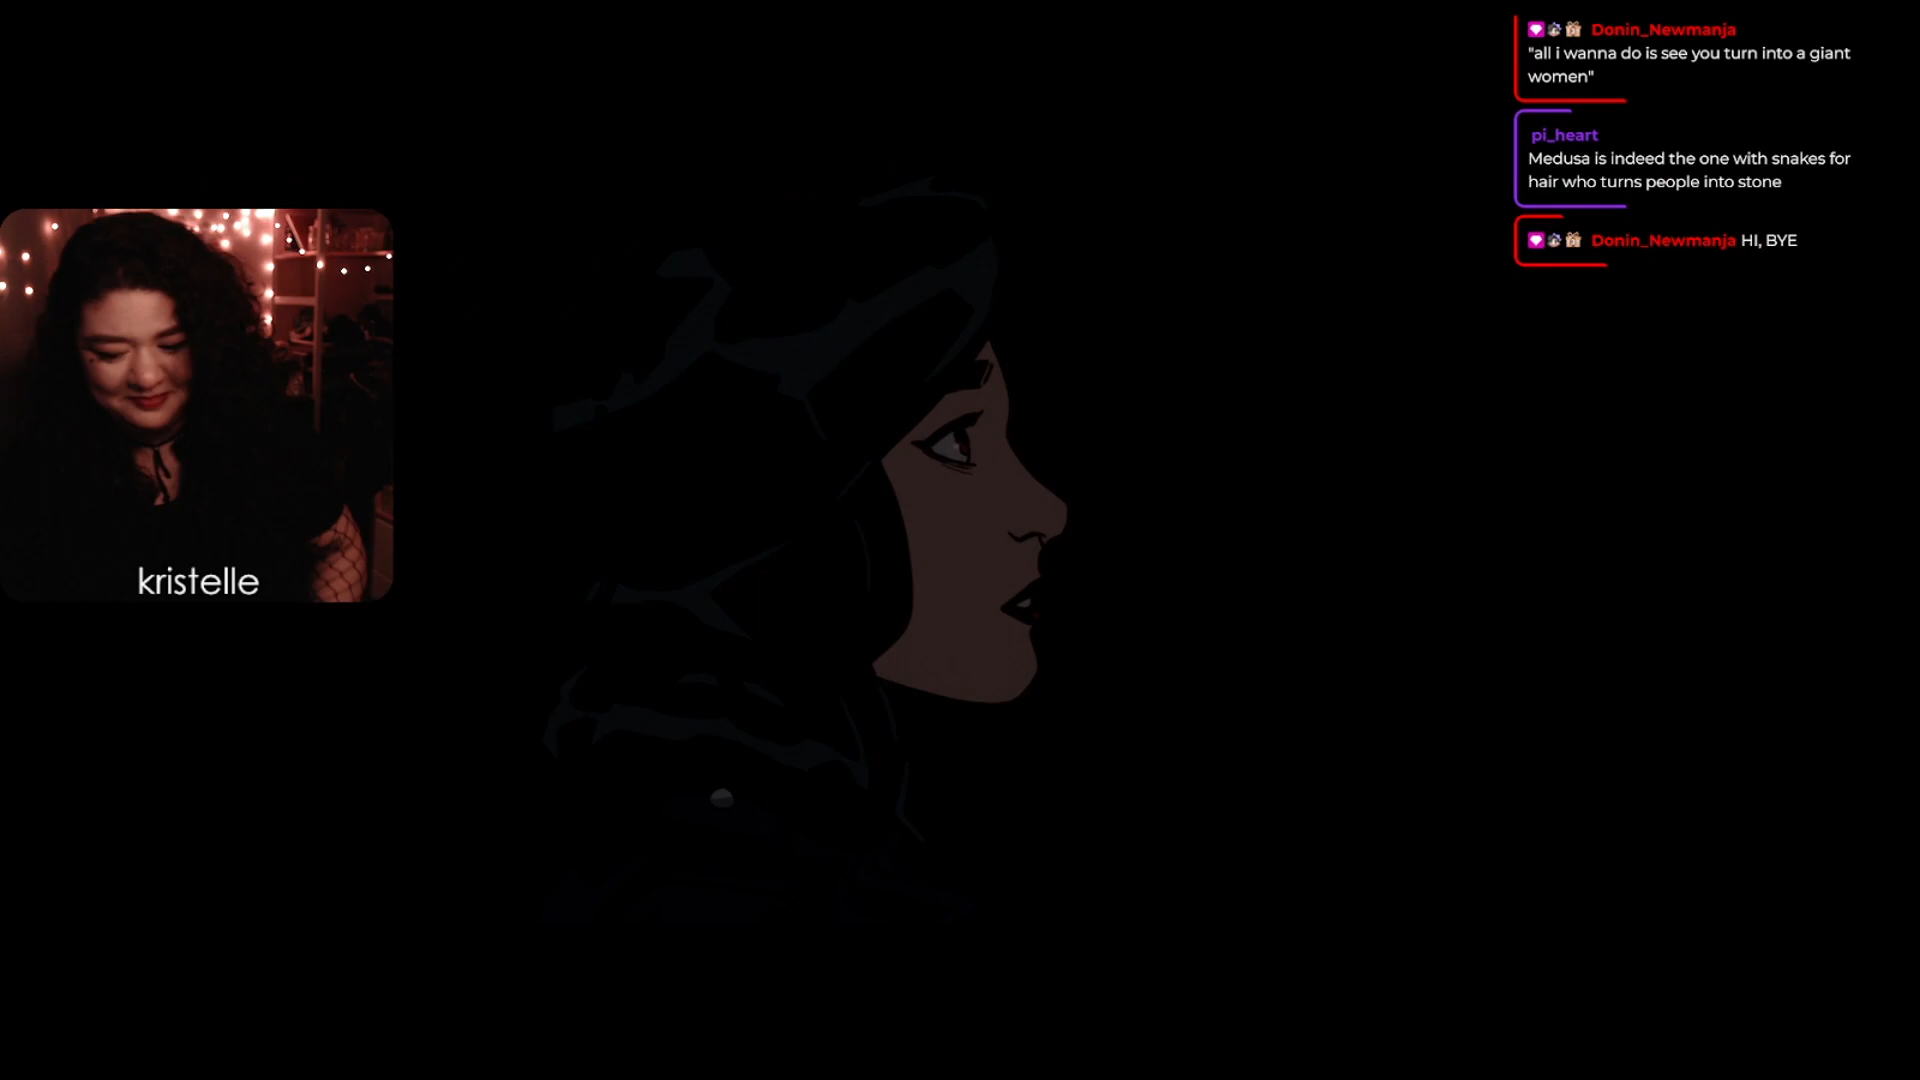 Donin_Newmanja
"all i wanna do is see you turn into a giant
women"
pi_heart
Medusa is indeed the one with snakes for
hair who turns people into stone
Donin_Newmanja HI, BYE
kristelle